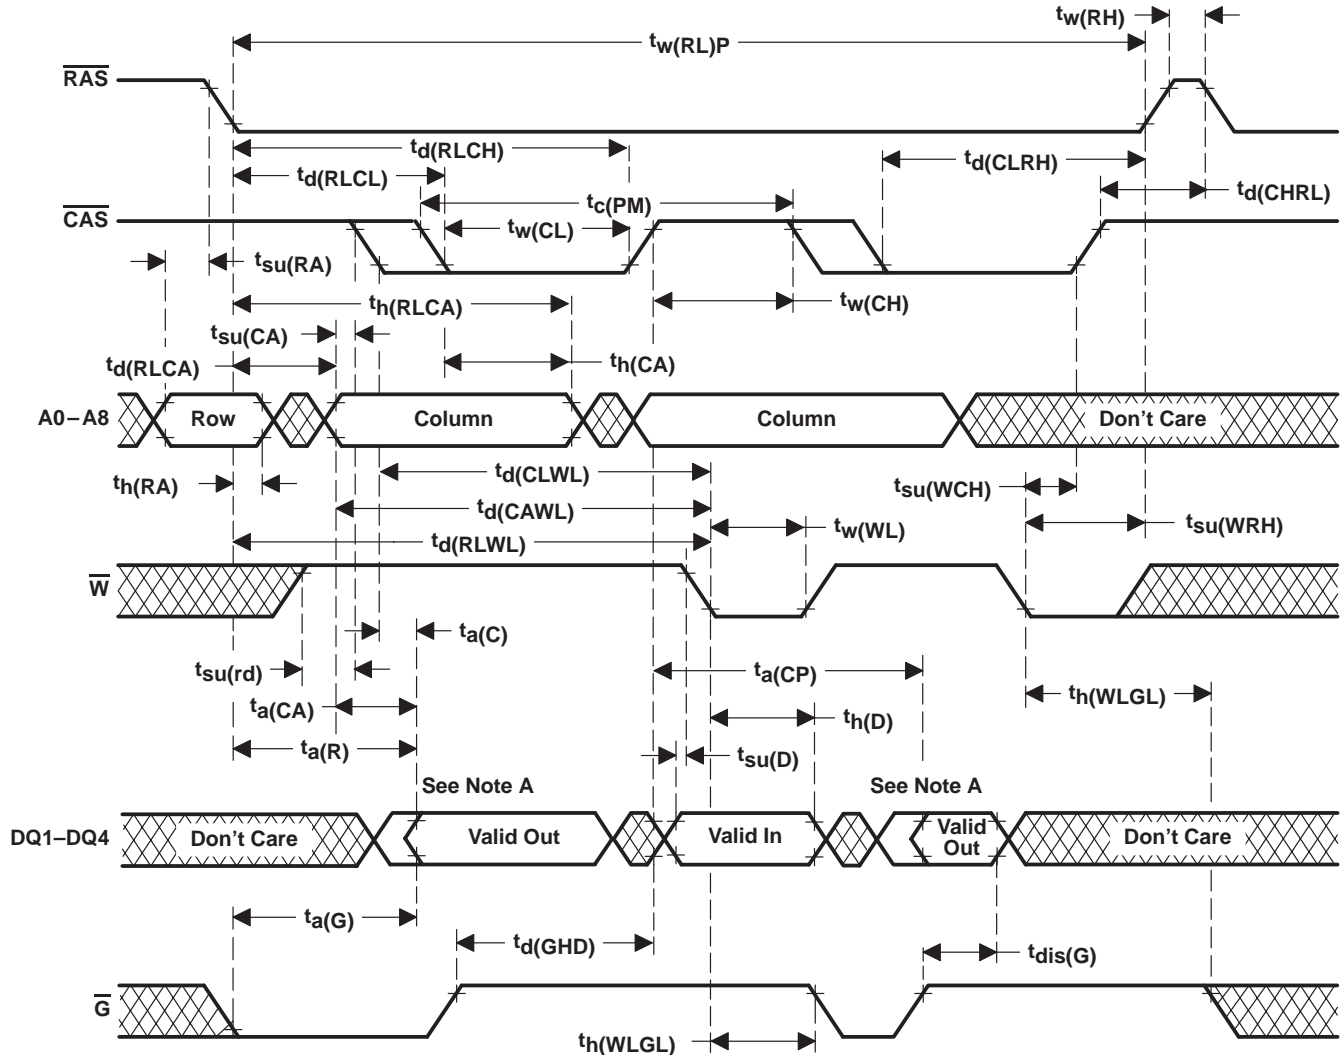 tw(RH)
tw(RL)P
RAS
td(RLCH)
td(CLRH)
td(RLCL)
tc(PM)
td(CHRL)
CAS
tw(CL)
tsu(RA)
th(RLCA)
tw(CH)
tsu(CA)
td(RLCA)
th(CA)
A0–A8
Row
Column
Column
Don't Care
td(CLWL)
th(RA)
tsu(WCH)
td(CAWL)
tw(WL)
tsu(WRH)
td(RLWL)
W
ta(C)
tsu(rd)
ta(CP)
th(WLGL)
ta(CA)
th(D)
ta(R)
tsu(D)
See Note A
See Note A
DQ1–DQ4
Don't Care
Valid Out
Valid In
Valid
Out
Don't Care
ta(G)
td(GHD)
tdis(G)
G
th(WLGL)